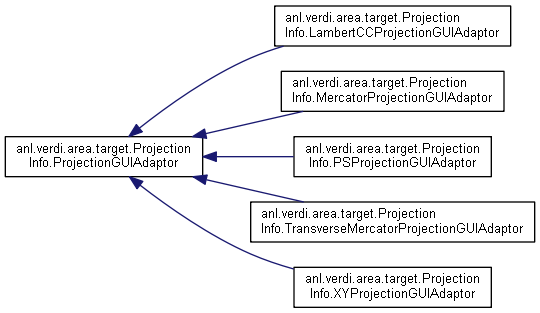 anl.verdi.area.target.Projection
Info.LambertCCProjectionGUIAdaptor
anl.verdi.area.target.Projection
Info.MercatorProjectionGUIAdaptor
anl.verdi.area.target.Projection
Info.ProjectionGUIAdaptor
anl.verdi.area.target.Projection
Info.PSProjectionGUIAdaptor
anl.verdi.area.target.Projection
Info.TransverseMercatorProjectionGUIAdaptor
anl.verdi.area.target.Projection
Info.XYProjectionGUIAdaptor